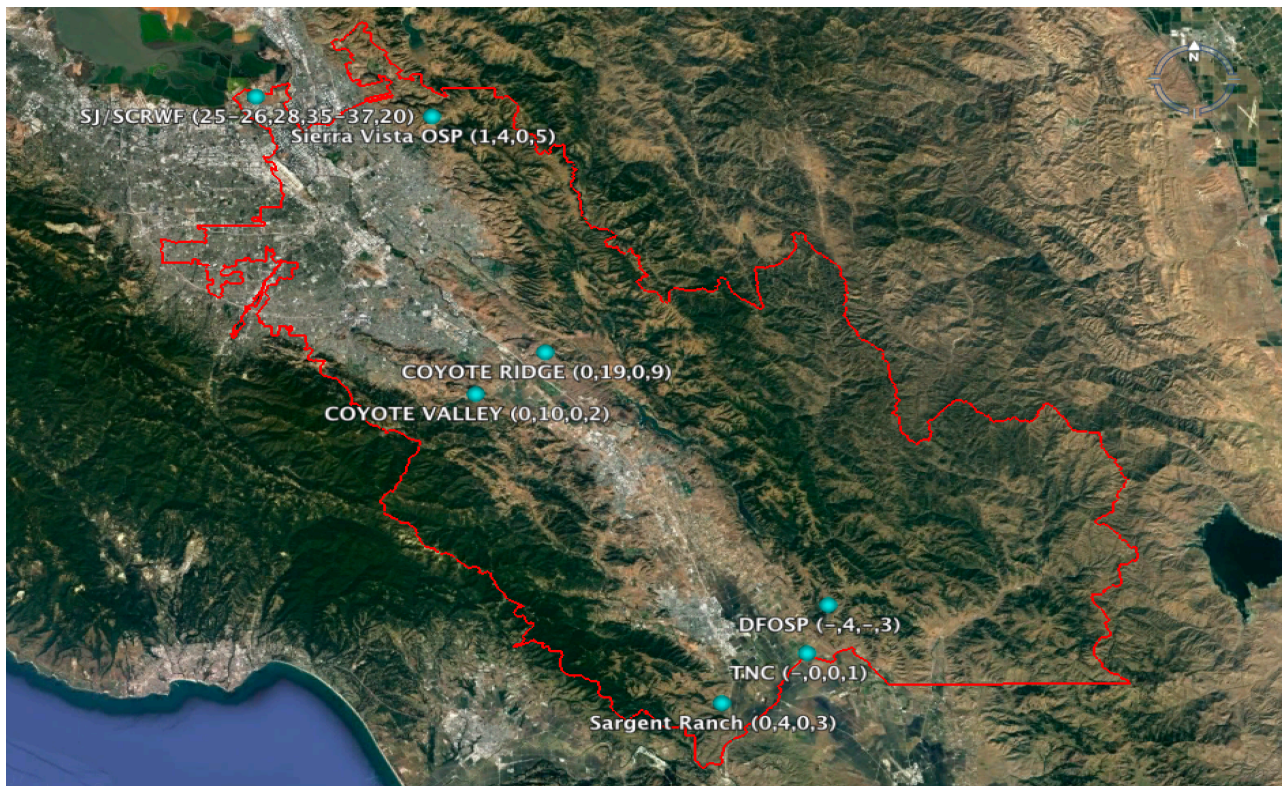 N
SJ/SCRWF (25-26,28,35-37,20)
Sierra Vista OSP (1,4,0,5)
COYOTE RIDGE (0,19,0,9)
COYOTE VALLEY (0,10,0,2)
DFOSP (-,4,-,3)
TNC (-,0,0,1)
Sargent Ranch (0,4,0,3)